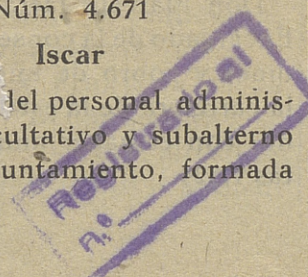 Núm. 4.671
Iscar
del personal adminis-
cultativo y subalterno
untamiento, formada
Registrado al
n.º